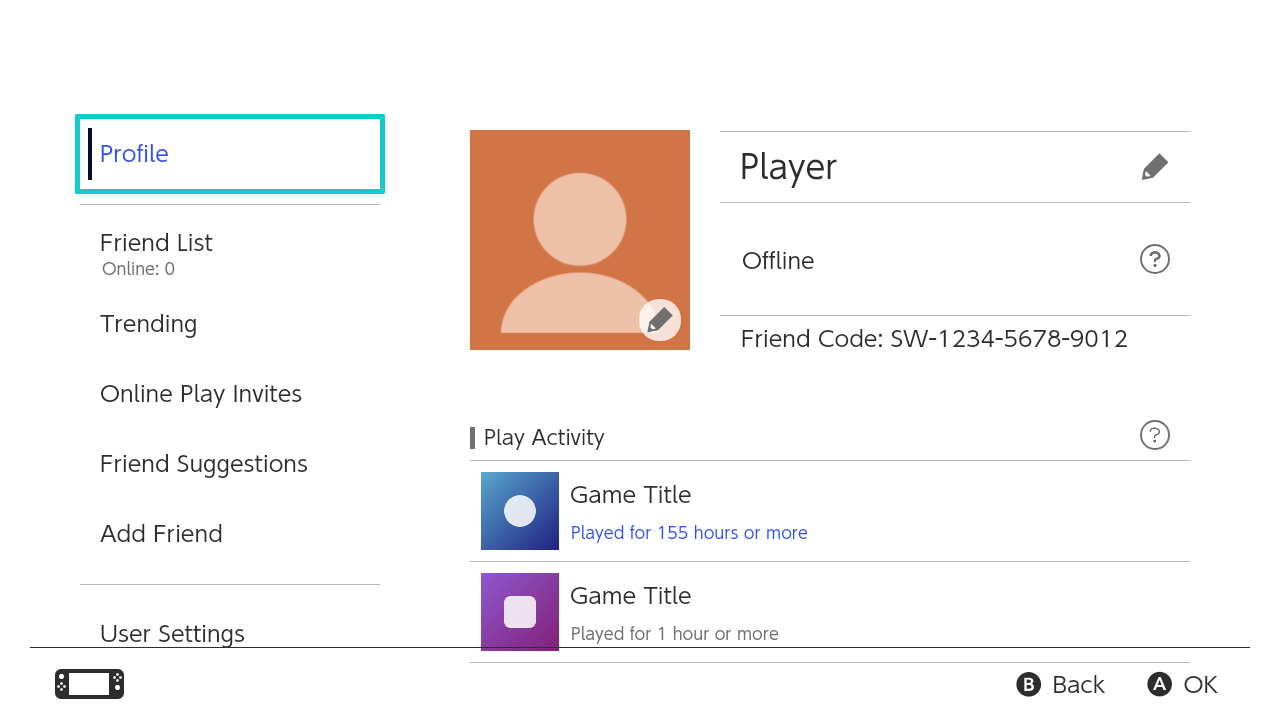 Profile
Friend List
Online: 0
Trending
Online Play Invites
Friend Suggestions
Add Friend
User Settings
Player
Offline
?
Friend Code: SW-1234-5678-9012
Play Activity
?
Game Title
Played for 155 hours or more
Game Title
Played for 1 hour or more
B Back
A OK